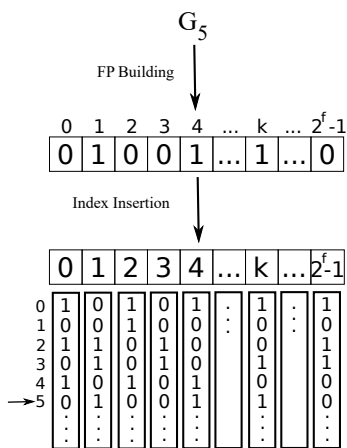 G5
FP Building
0 1 2 3 4 ... k ... 2^f-1
0 1 0 0 1 ... 1 ... 0
Index Insertion
0 1 2 3 4 ... k ... 2^f-1
0 1 0 1 0 1 . 1 . 1
1 0 0 1 0 0 . 0 . 0
2 1 0 0 1 0 . 0 . 1
3 0 1 1 0 0 1 1
4 1 0 0 0 1 0 0
5 0 1 0 0 1 1 0
. . . . . . . .
. . . . . . . .
. . . . . . . .